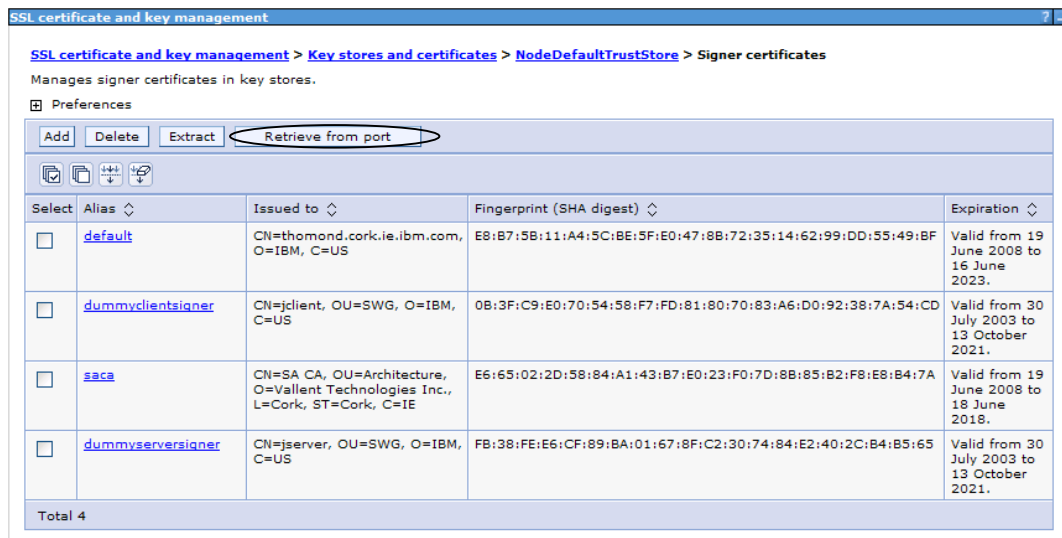 SSL certificate and key management ? -
SSL certificate and key management > Key stores and certificates > NodeDefaultTrustStore > Signer certificates
Manages signer certificates in key stores.
Preferences
Add Delete Extract Retrieve from port
Select Alias Issued to Fingerprint (SHA digest) Expiration
default CN=thomond.cork.ie.ibm.com, E8:B7:5B:11:A4:5C:BE:5F:E0:47:8B:72:35:14:62:99:DD:55:49:BF Valid from 19
O=IBM, C=US June 2008 to
16 June
2023.
dummyclientsigner CN=jclient, OU=SWG, O=IBM, 0B:3F:C9:E0:70:54:58:F7:FD:81:80:70:83:A6:D0:92:38:7A:54:CD Valid from 30
C=US July 2003 to
13 October
2021.
saca CN=SA CA, OU=Architecture, E6:65:02:2D:58:84:A1:43:B7:E0:23:F0:7D:8B:85:B2:F8:E8:B4:7A Valid from 19
O=Vallent Technologies Inc., June 2008 to
L=Cork, ST=Cork, C=IE 18 June
2018.
dummyserversigner CN=jserver, OU=SWG, O=IBM, FB:38:FE:E6:CF:89:BA:01:67:8F:C2:30:74:84:E2:40:2C:B4:B5:65 Valid from 30
C=US July 2003 to
13 October
2021.
Total 4